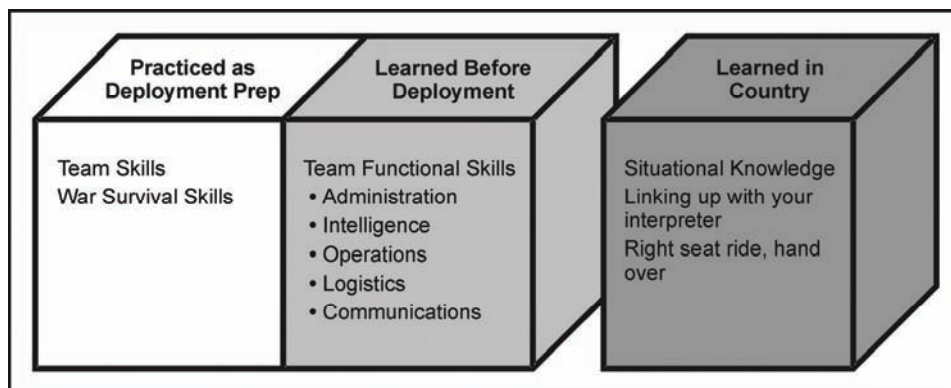 Practiced as
Deployment Prep
Team Skills
War Survival Skills
Learned Before
Deployment
Team Functional Skills
• Administration
• Intelligence
• Operations
• Logistics
• Communications
Learned in
Country
Situational Knowledge
Linking up with your
interpreter
Right seat ride, hand
over